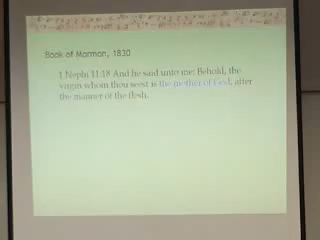 Book of Mormon, 1830
1 Nephi 11:18 And he said unto me: Behold, the
virgin whom thou seest is the mother of God, after
the manner of the flesh.